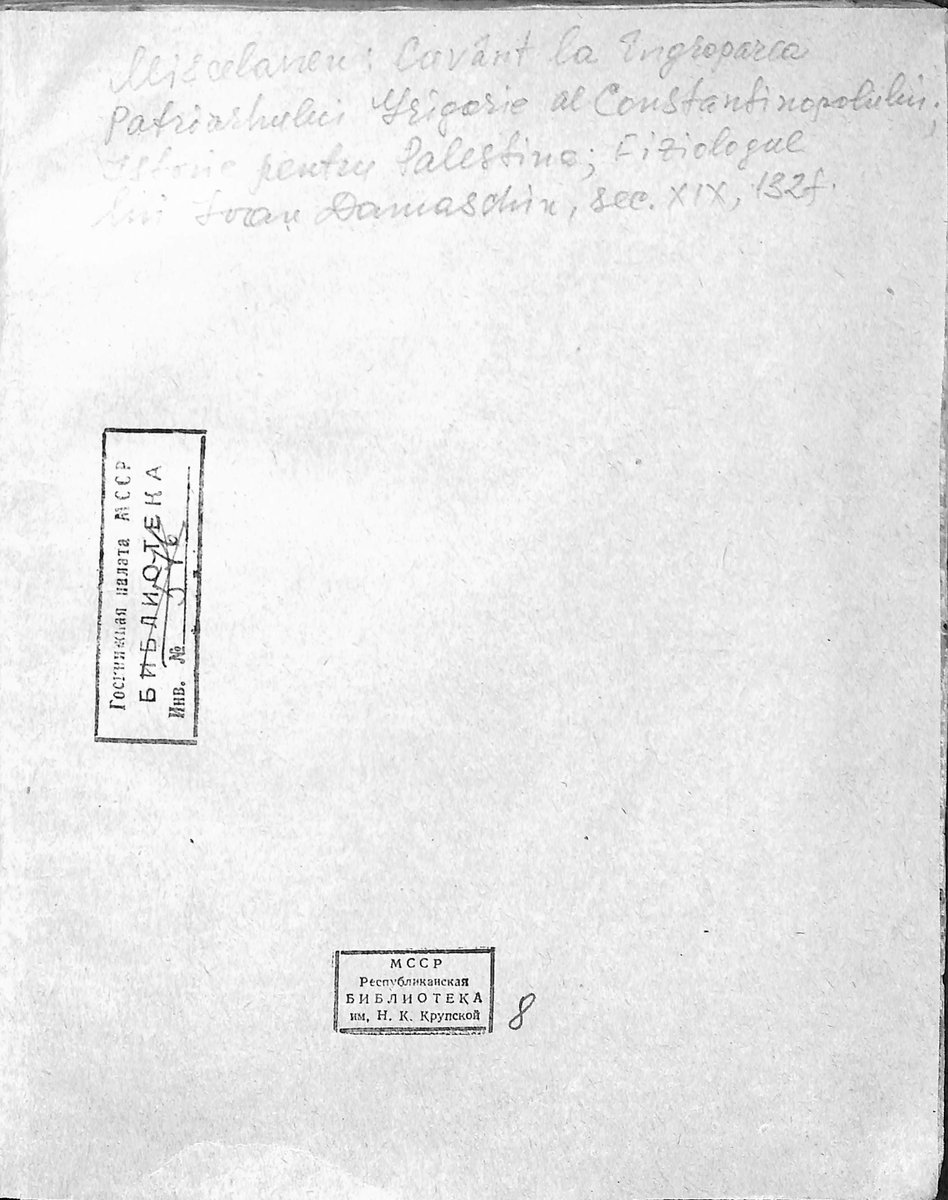 Miscelaneu: Cuvânt la Îngroparea
Patriarhului Grigorie al Constantinopolului;
Istorie pentru Palestina; Fiziologul
lui Ioan Damaschin, sec. XIX, 132f.
Госкнижная палата МССР
БИБЛИОТЕКА
Инв. №
МССР
Республиканская
БИБЛИОТЕКА
им, Н. К. Крупской
8